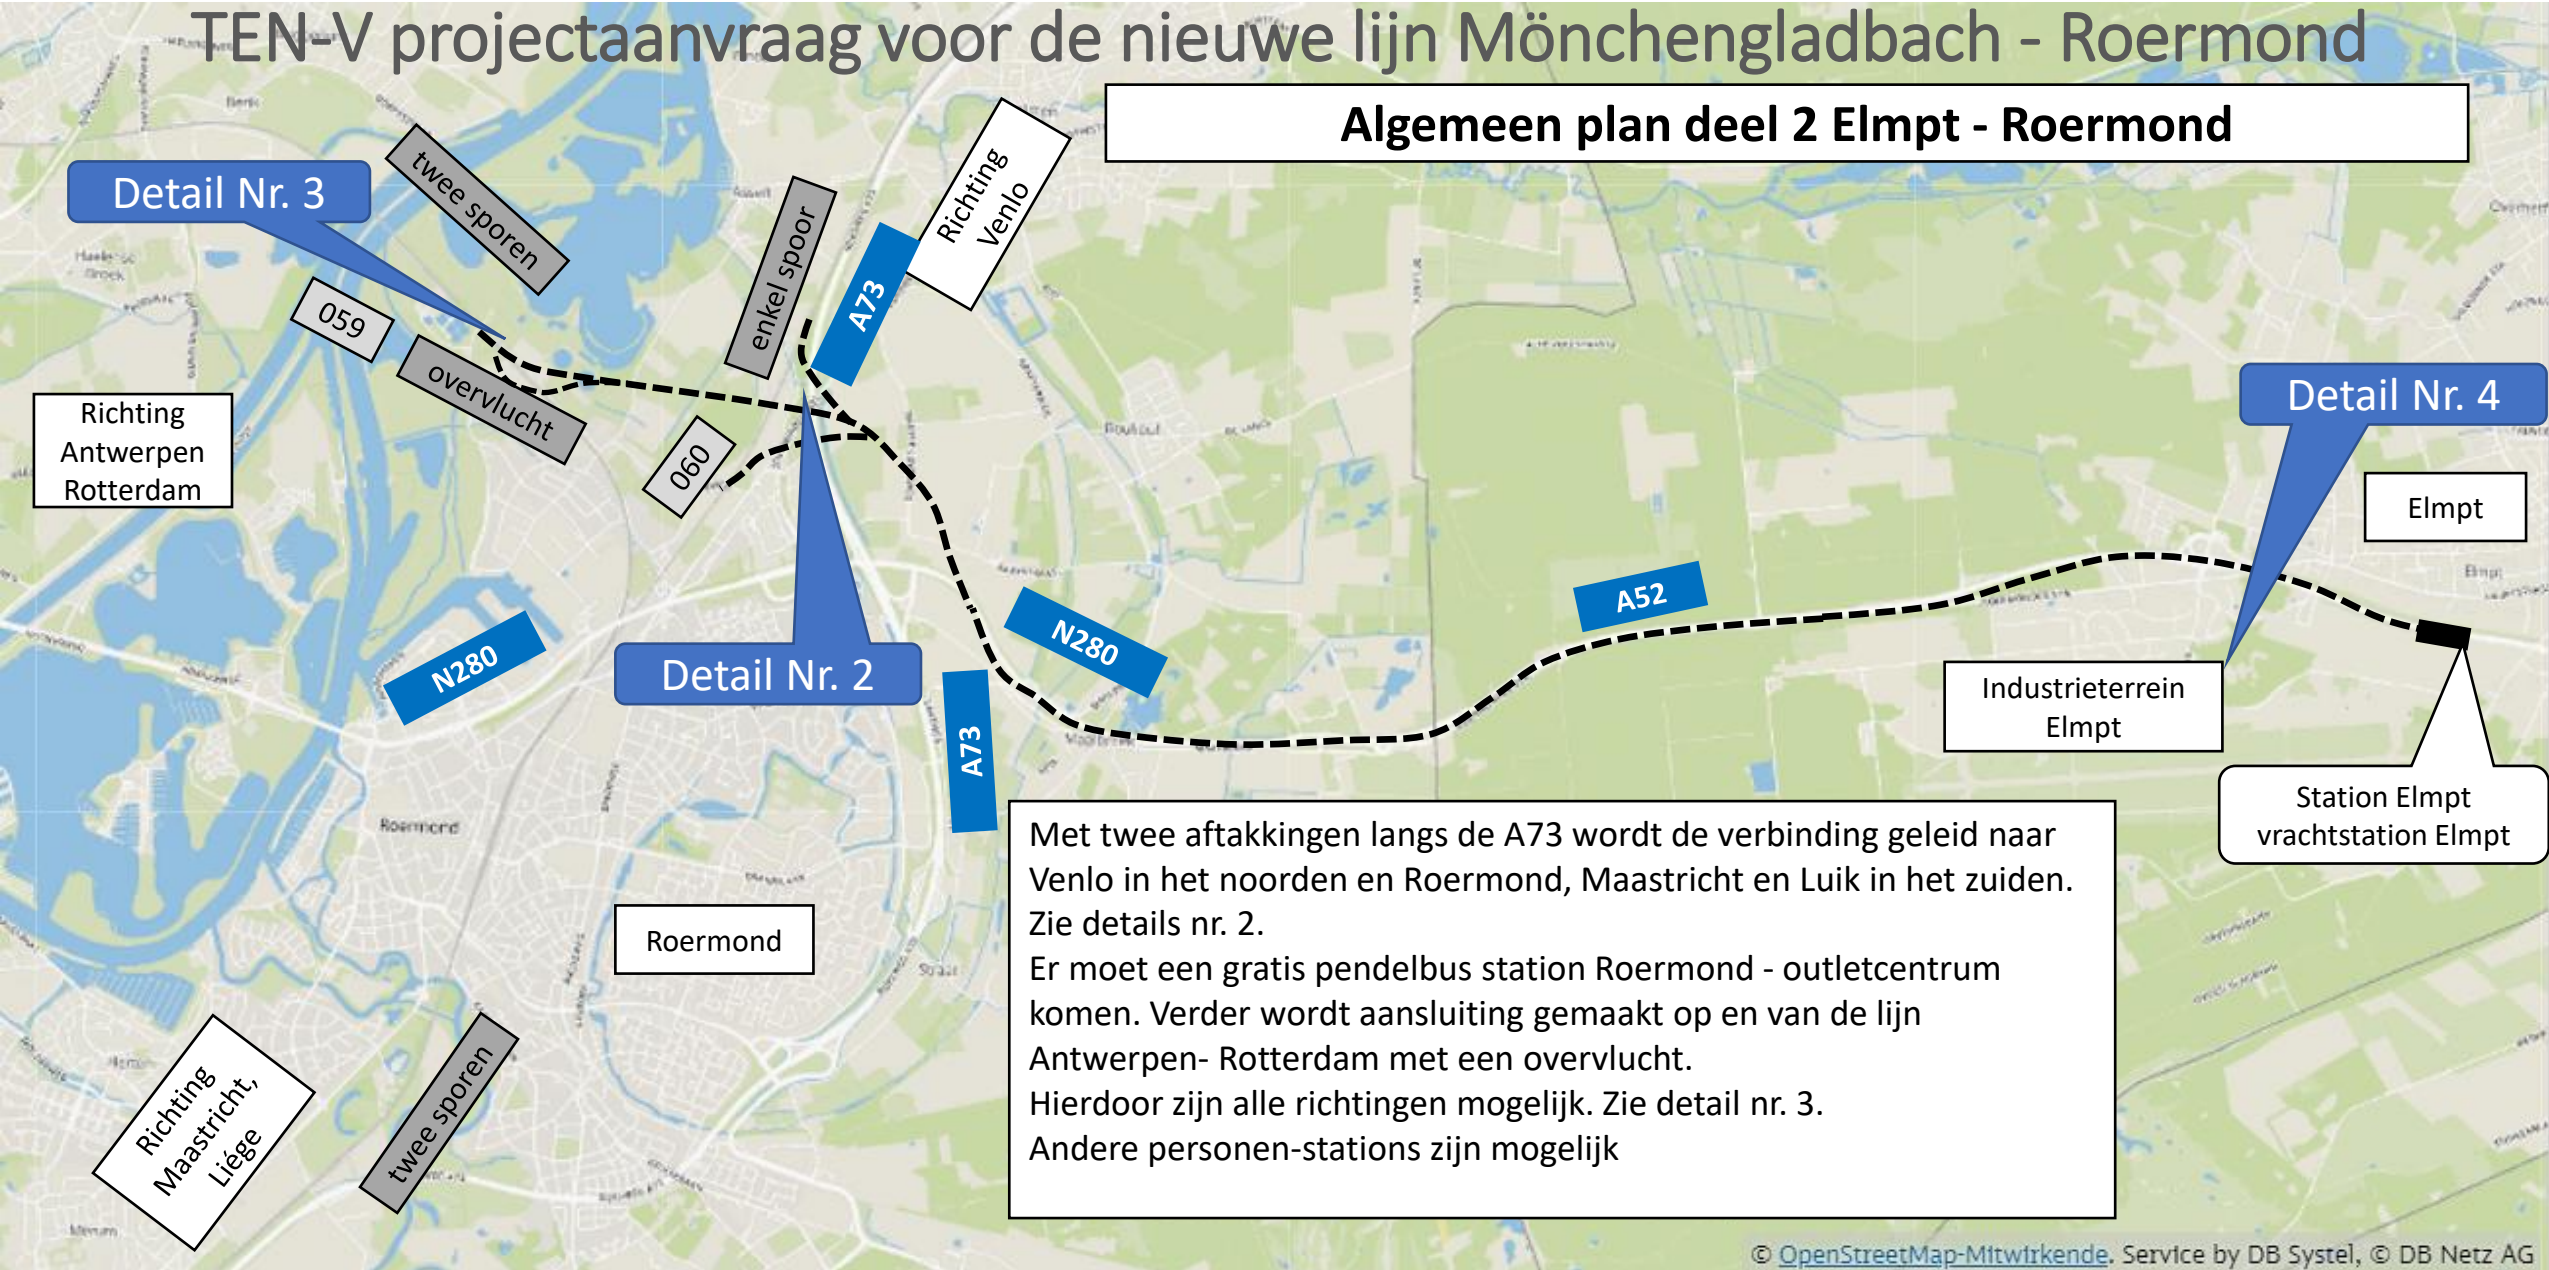 TEN-V projectaanvraag voor de nieuwe lijn Mönchengladbach - Roermond
Algemeen plan deel 2 Elmpt - Roermond
Detail Nr. 3
twee sporen
enkel spoor
Richting
Venlo
A73
059
overvlucht
Richting
Antwerpen
Rotterdam
060
Detail Nr. 4
Elmpt
Elmpt
A52
N280
N280
Detail Nr. 2
A73
Industrieterrein
Elmpt
Station Elmpt
vrachtstation Elmpt
Roermond
Roermond
Met twee aftakkingen langs de A73 wordt de verbinding geleid naar
Venlo in het noorden en Roermond, Maastricht en Luik in het zuiden.
Zie details nr. 2.
Er moet een gratis pendelbus station Roermond - outletcentrum
komen. Verder wordt aansluiting gemaakt op en van de lijn
Antwerpen- Rotterdam met een overvlucht.
Hierdoor zijn alle richtingen mogelijk. Zie detail nr. 3.
Andere personen-stations zijn mogelijk
Richting
Maastricht,
Liége
twee sporen
Merum
© OpenStreetMap-Mitwirkende, Service by DB Systel, © DB Netz AG